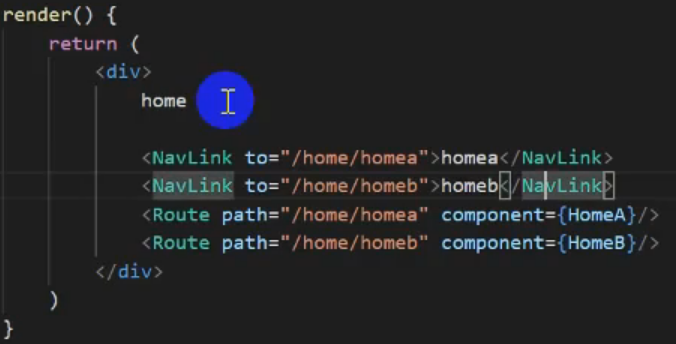 render() {
return (
<div>
home
<NavLink to="/home/homea">homea</NavLink>
<NavLink to="/home/homeb">homeb</NavLink>
<Route path="/home/homea" component={HomeA}/>
<Route path="/home/homeb" component={HomeB}/>
</div>
)
}